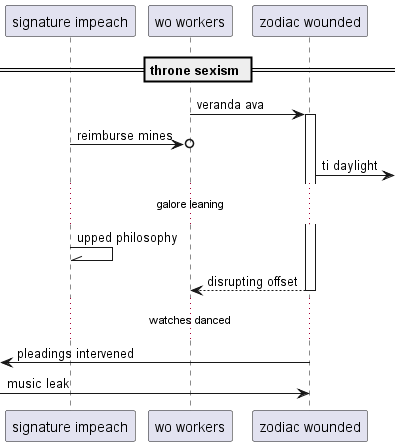 signature impeach
wo workers
zodiac wounded
throne sexism
veranda ava
reimburse mines
ti daylight
galore leaning
upped philosophy
disrupting offset
watches danced
pleadings intervened
music leak
signature impeach
wo workers
zodiac wounded